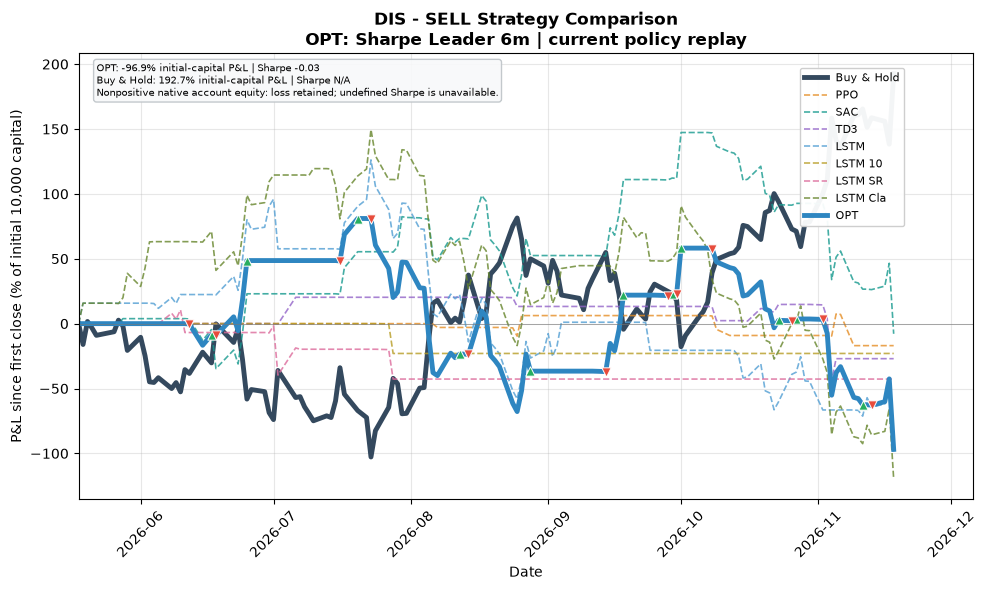 DIS - SELL Strategy Comparison
OPT: Sharpe Leader 6m | current policy replay
OPT: -96.9% initial-capital P&L | Sharpe -0.03
Buy & Hold: 192.7% initial-capital P&L | Sharpe N/A
Nonpositive native account equity: loss retained; undefined Sharpe is unavailable.
Buy & Hold
PPO
SAC
TD3
LSTM
LSTM 10
LSTM SR
LSTM Cla
OPT
P&L since first close (% of initial 10,000 capital)
200
150
100
50
0
−50
−100
2026-06
2026-07
2026-08
2026-09
2026-10
2026-11
2026-12
Date